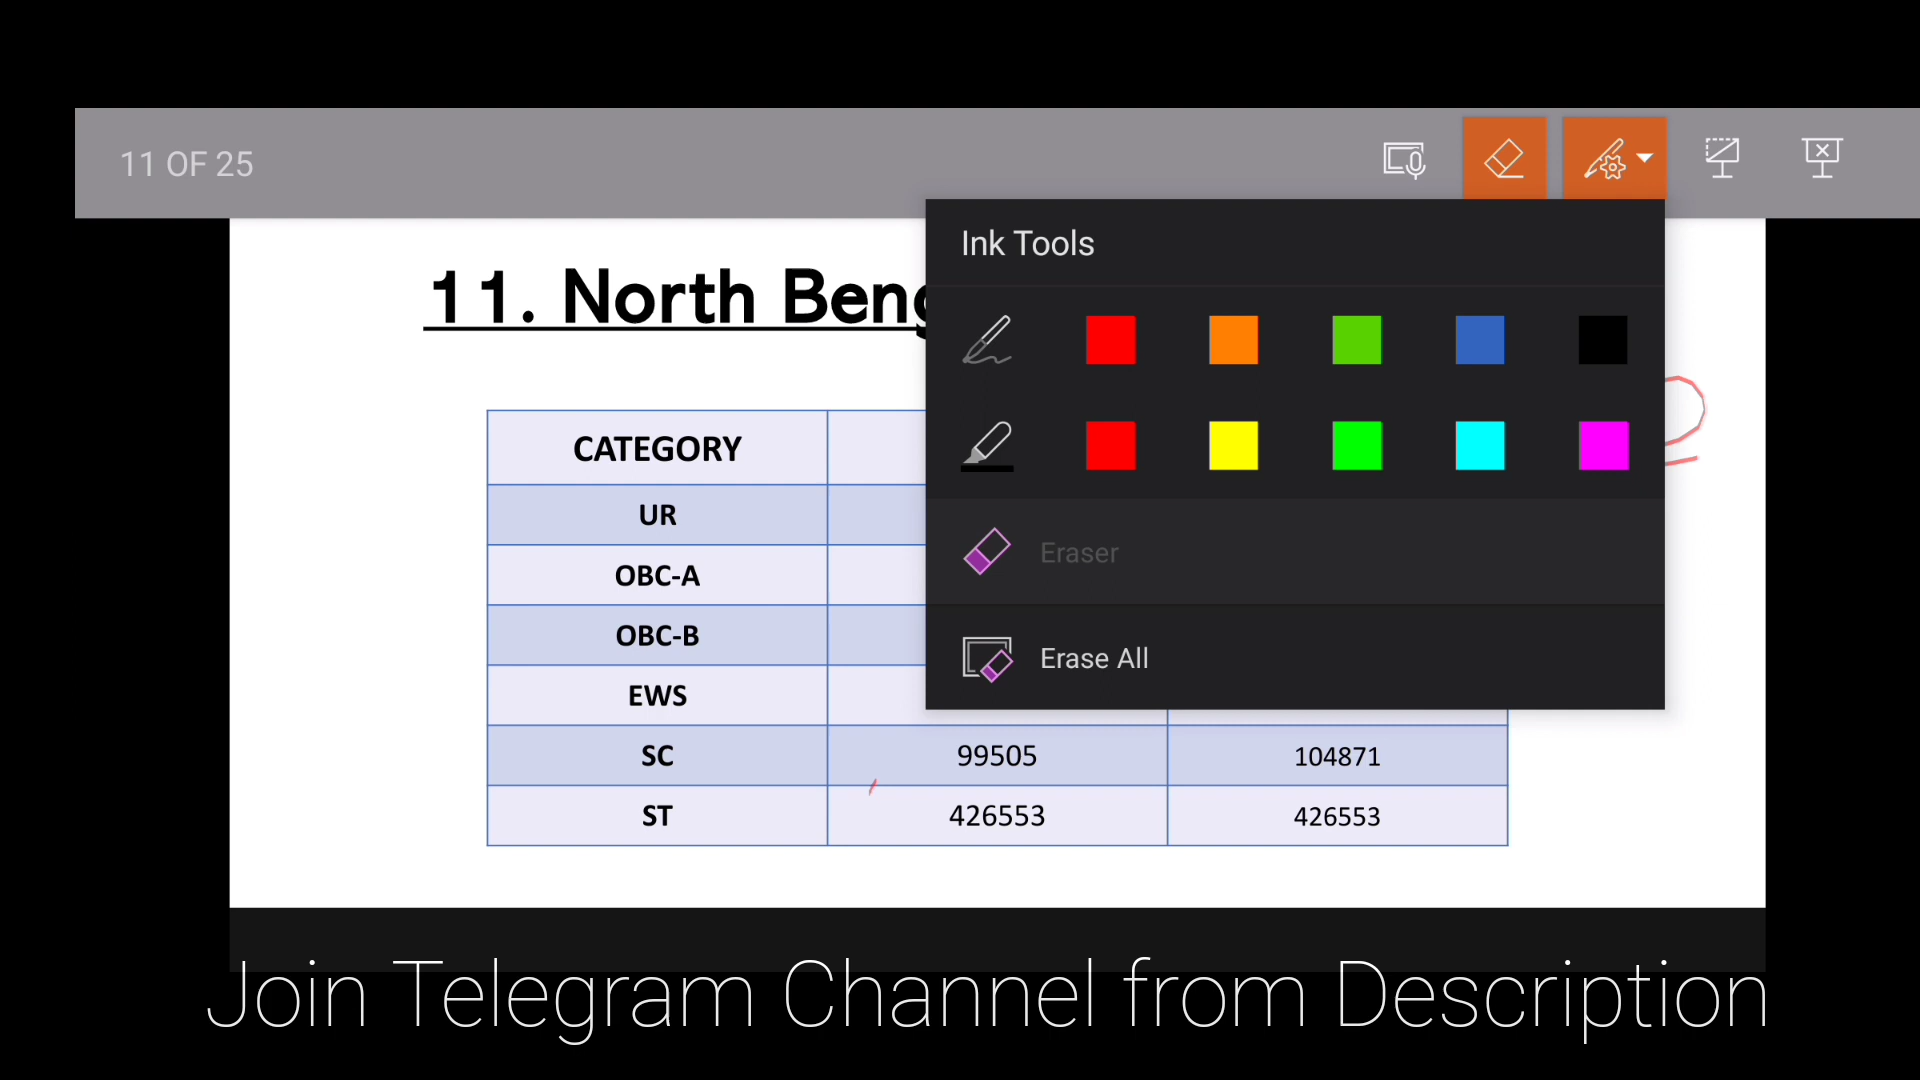 11 OF 25
Ink Tools
11. North Beng
CATEGORY
UR
OBC-A
OBC-B
EWS
SC 99505 104871
ST 426553 426553
Eraser
Erase All
Join Telegram Channel from Description